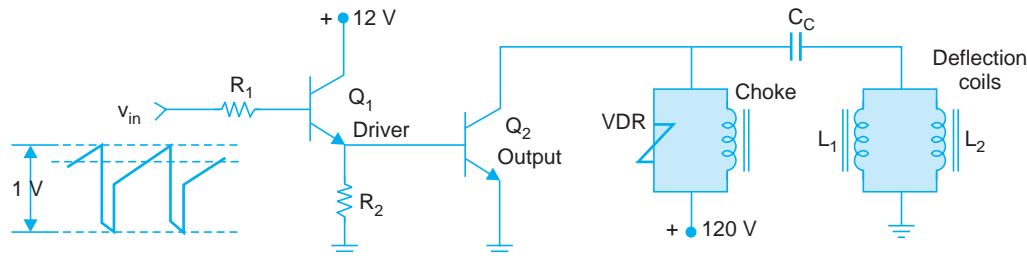 + 12 V
C_C
Deflection
coils
R_1
Q_1
Choke
v_in
Driver
Q_2
VDR
L_1
L_2
Output
1 V
R_2
+ 120 V